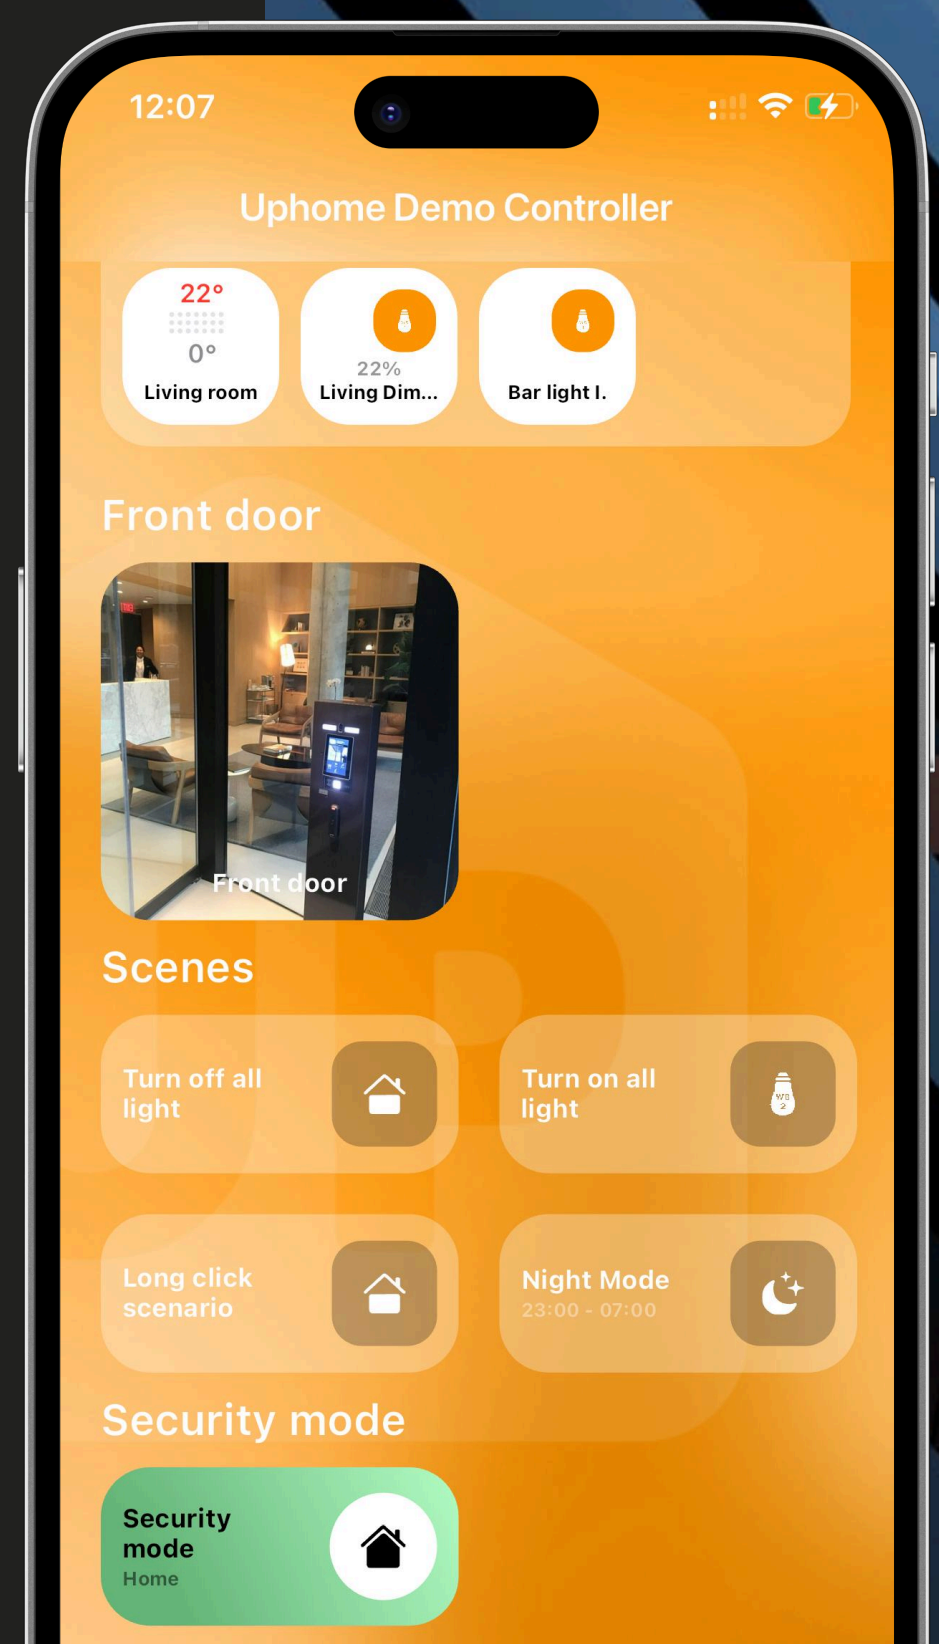 12:07
Uphome Demo Controller
22°
0°
Living room
22%
Living Dim...
Bar light I.
Front door
Front door
Scenes
Turn off all
light
Turn on all
light
Long click
scenario
Night Mode
23:00 - 07:00
Security mode
Security
mode
Home